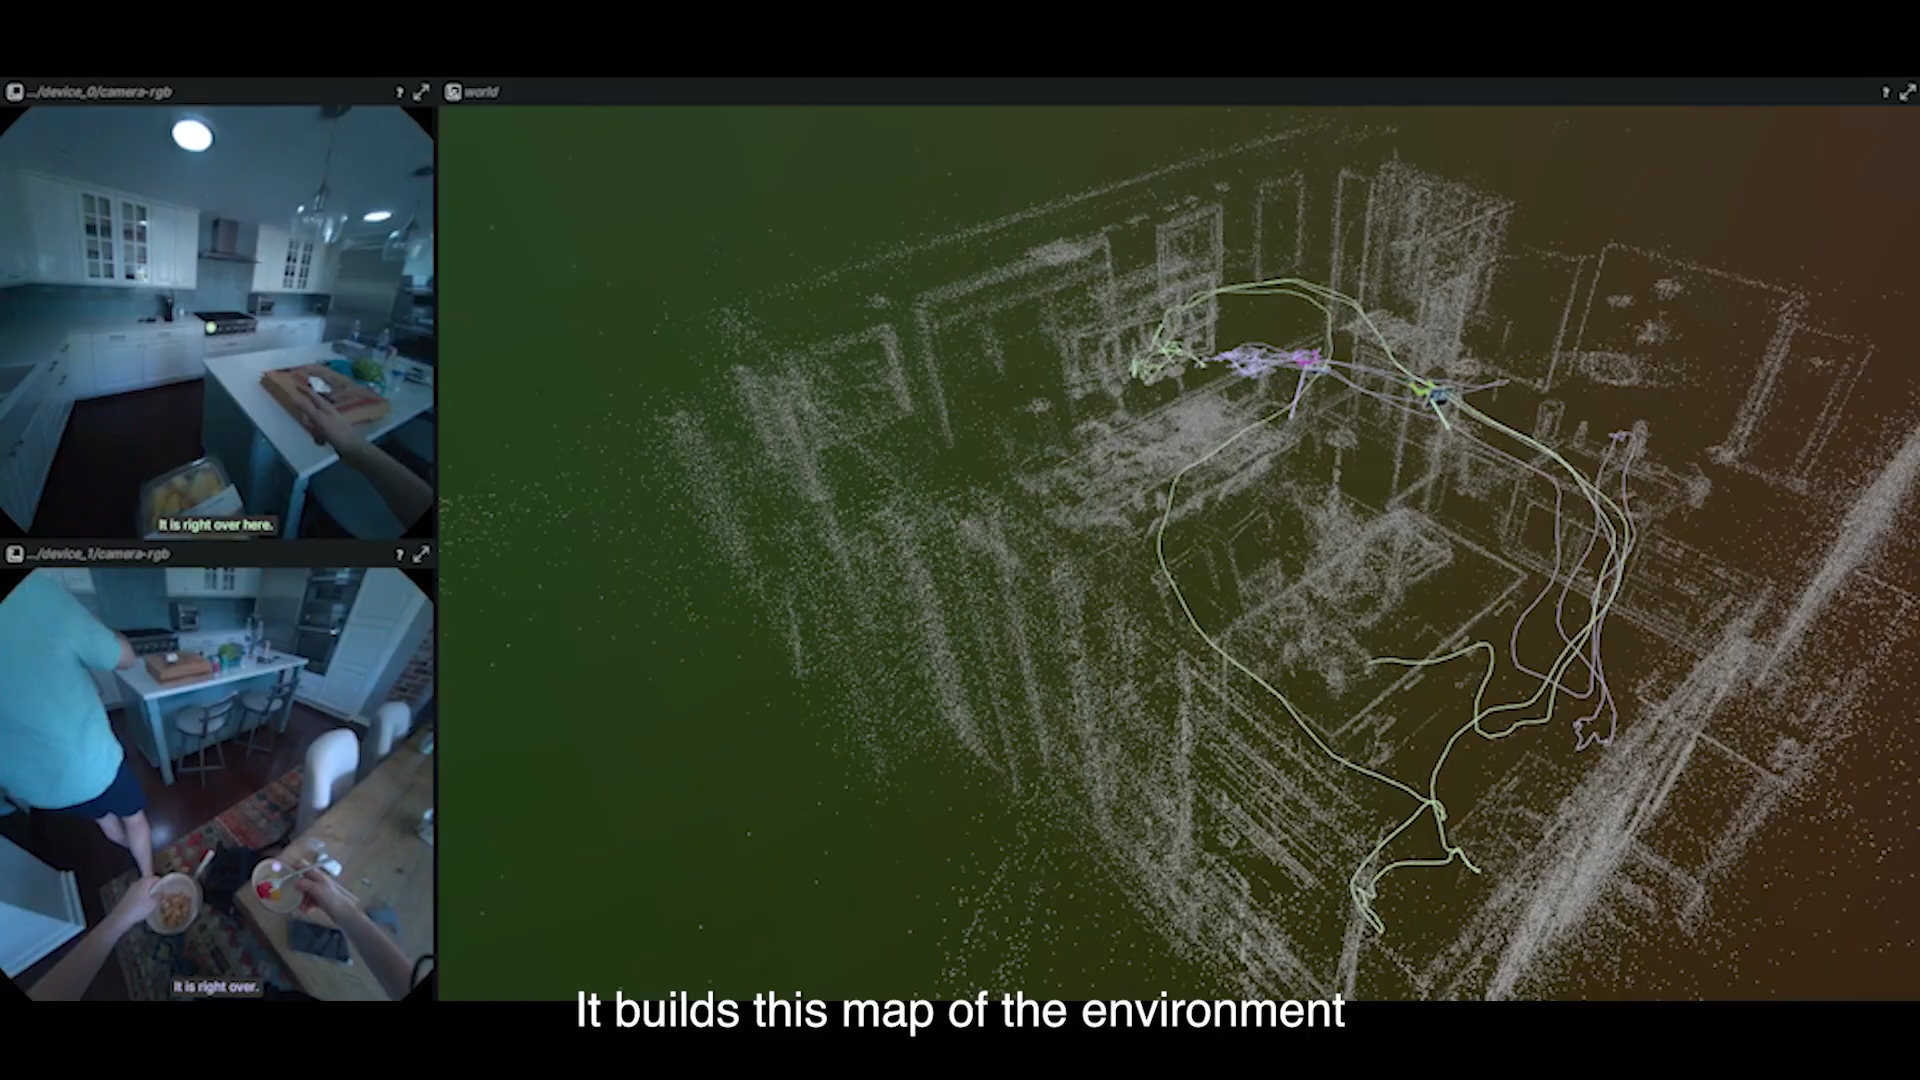 .../device_0/camera-rgb ?
world ?
It is right over here.
.../device_1/camera-rgb ?
It is right over.
It builds this map of the environment